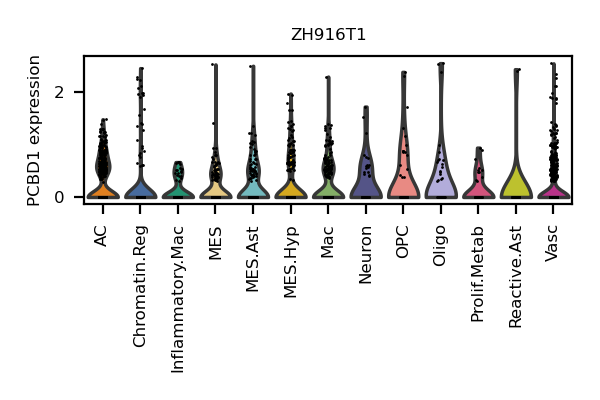 ZH916T1
PCBD1 expression
2
0
AC
Chromatin.Reg
Inflammatory.Mac
MES
MES.Ast
MES.Hyp
Mac
Neuron
OPC
Oligo
Prolif.Metab
Reactive.Ast
Vasc